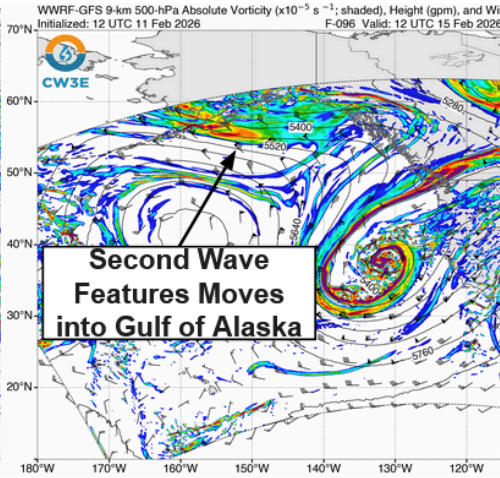 WWRF-GFS 9-km 500-hPa Absolute Vorticity (x10⁻⁵ s ⁻¹; shaded), Height (gpm), and Wi
Initialized: 12 UTC 11 Feb 2026 F-096 Valid: 12 UTC 15 Feb 2026
70°N
CW3E
60°N
5280
5400
5520
50°N
5640
40°N
5400
Second Wave
Features Moves
into Gulf of Alaska
30°N
5760
20°N
180°W 170°W 160°W 150°W 140°W 130°W 120°W